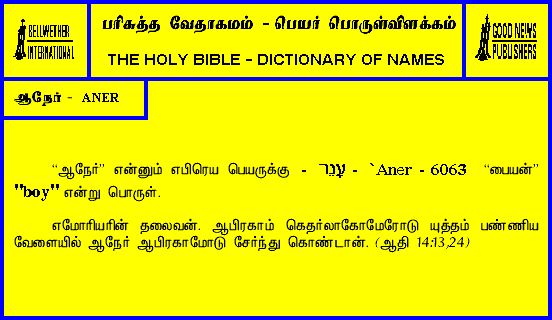 BELLWETHER
INTERNATIONAL
பரிசுத்த வேதாகமம் - பெயர் பொருள்விளக்கம்
THE HOLY BIBLE - DICTIONARY OF NAMES
GOOD NEWS
PUBLISHERS
ஆநேர் - ANER
“ஆநேர்” என்னும் எபிரெய பெயருக்கு - עָנֵר - `Aner - 6063 “பையன்”
"boy" என்று பொருள்.
எமோரியரின் தலைவன். ஆபிரகாம் கெதர்லாகோமேரோடு யுத்தம் பண்ணிய
வேளையில் ஆநேர் ஆபிரகாமோடு சேர்ந்து கொண்டான். (ஆதி 14:13,24)